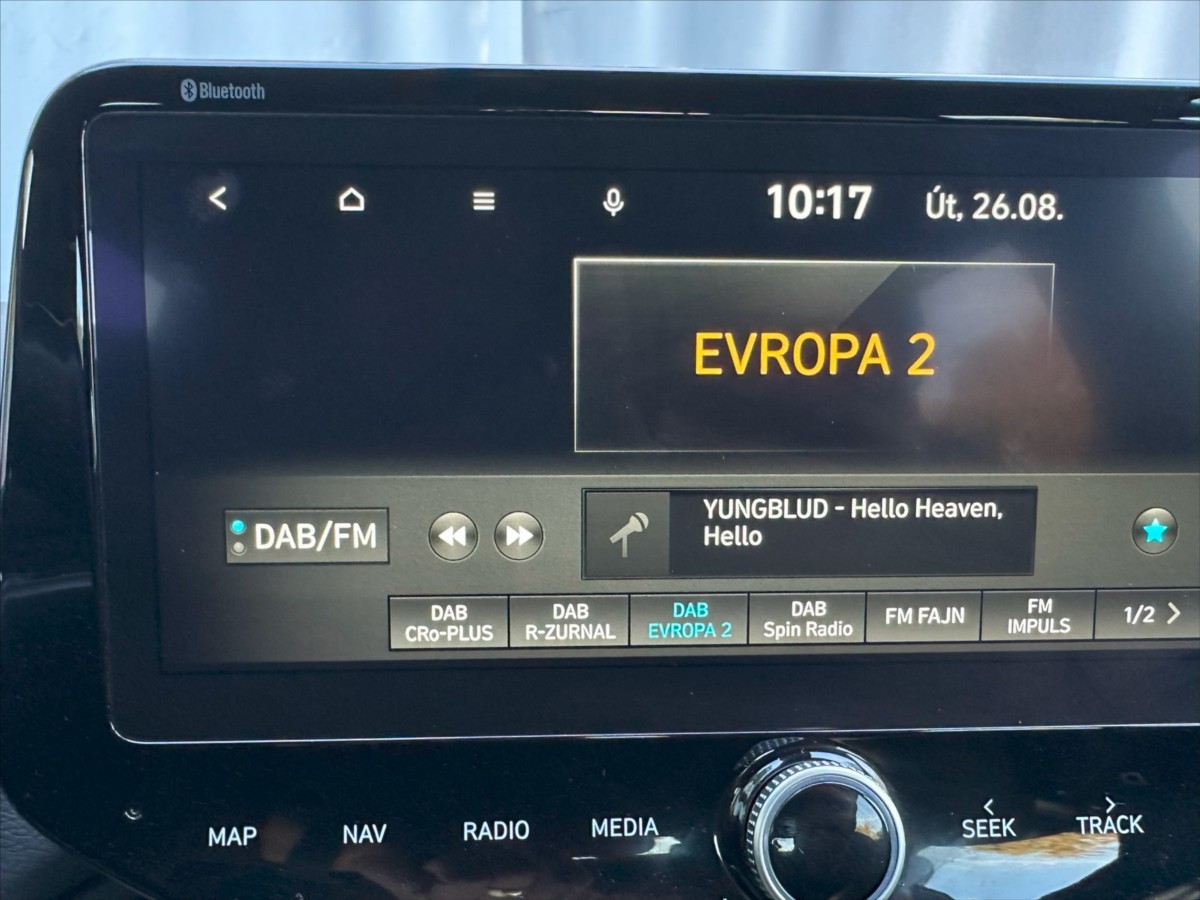 Bluetooth
10:17 Út, 26.08.
EVROPA 2
YUNGBLUD - Hello Heaven,
Hello
DAB/FM
DAB
CRo-PLUS
DAB
R-ZURNAL
DAB
EVROPA 2
DAB
Spin Radio
FM FAJN
FM
IMPULS
1/2
MAP
NAV
RADIO
MEDIA
SEEK
TRACK